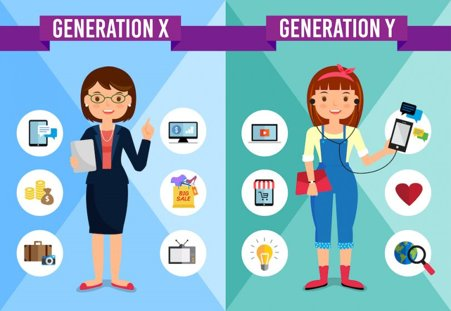 GENERATION X
GENERATION Y
BIG
SALE